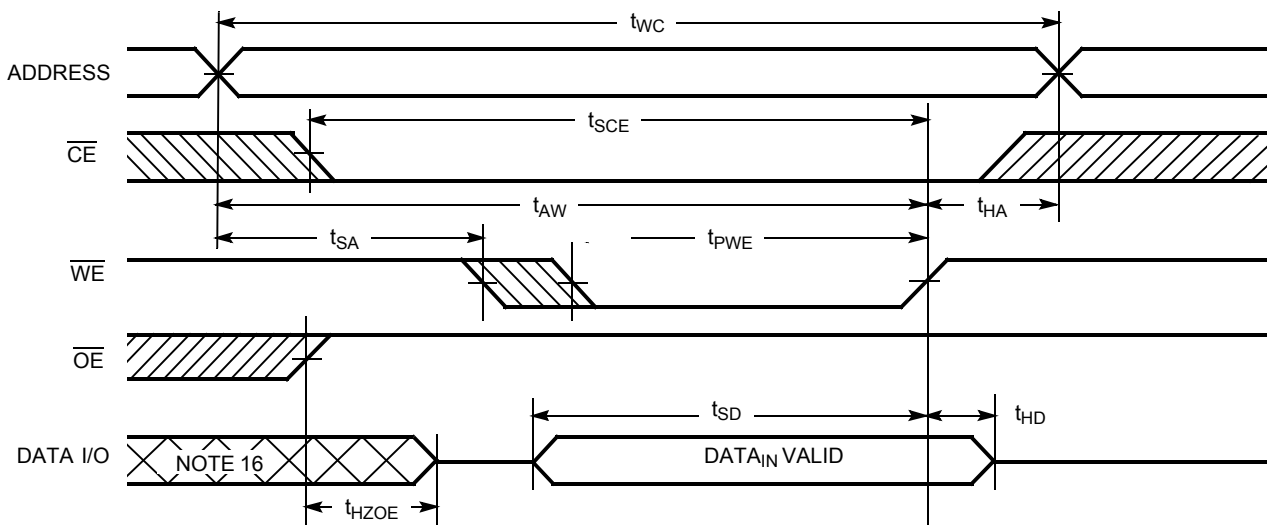 tWC
ADDRESS
tSCE
CE
tAW
tHA
tSA
tPWE
WE
OE
tSD
tHD
DATA I/O
NOTE 16
DATAIN VALID
tHZOE